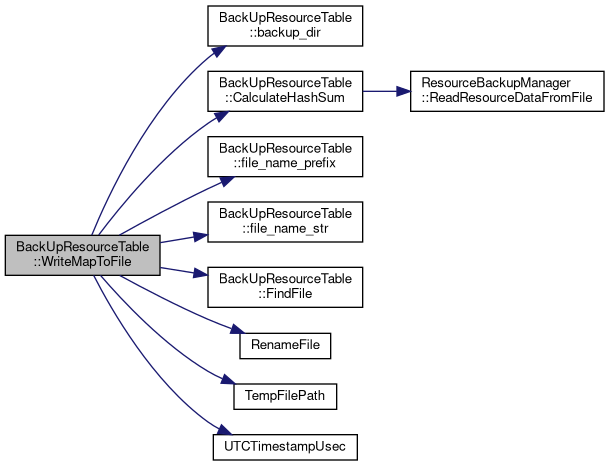 BackUpResourceTable
::WriteMapToFile
BackUpResourceTable
::backup_dir
BackUpResourceTable
::CalculateHashSum
ResourceBackupManager
::ReadResourceDataFromFile
BackUpResourceTable
::file_name_prefix
BackUpResourceTable
::file_name_str
BackUpResourceTable
::FindFile
RenameFile
TempFilePath
UTCTimestampUsec